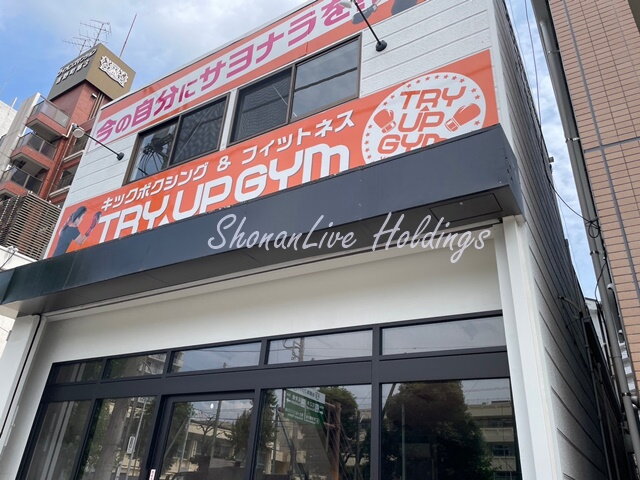 今の自分にサヨナラを
キックボクシング & フィットネス
TRY UP GYM
TRY
UP
GYM
ShonanLive Holdings